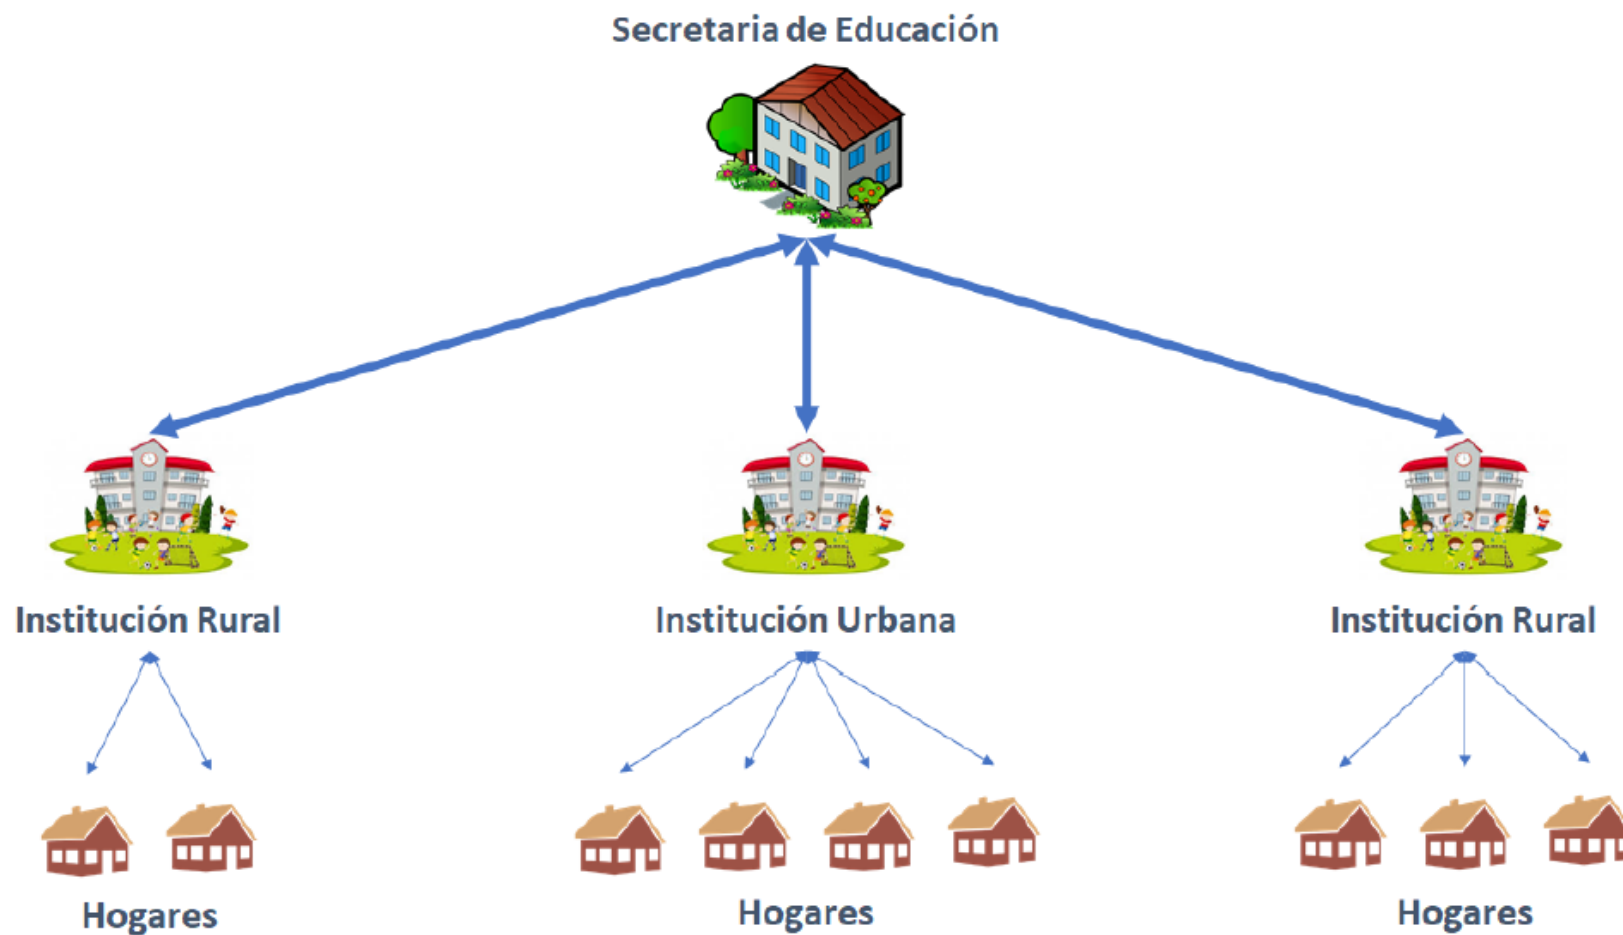 Secretaria de Educación
Institución Rural
Institución Urbana
Institución Rural
Hogares
Hogares
Hogares